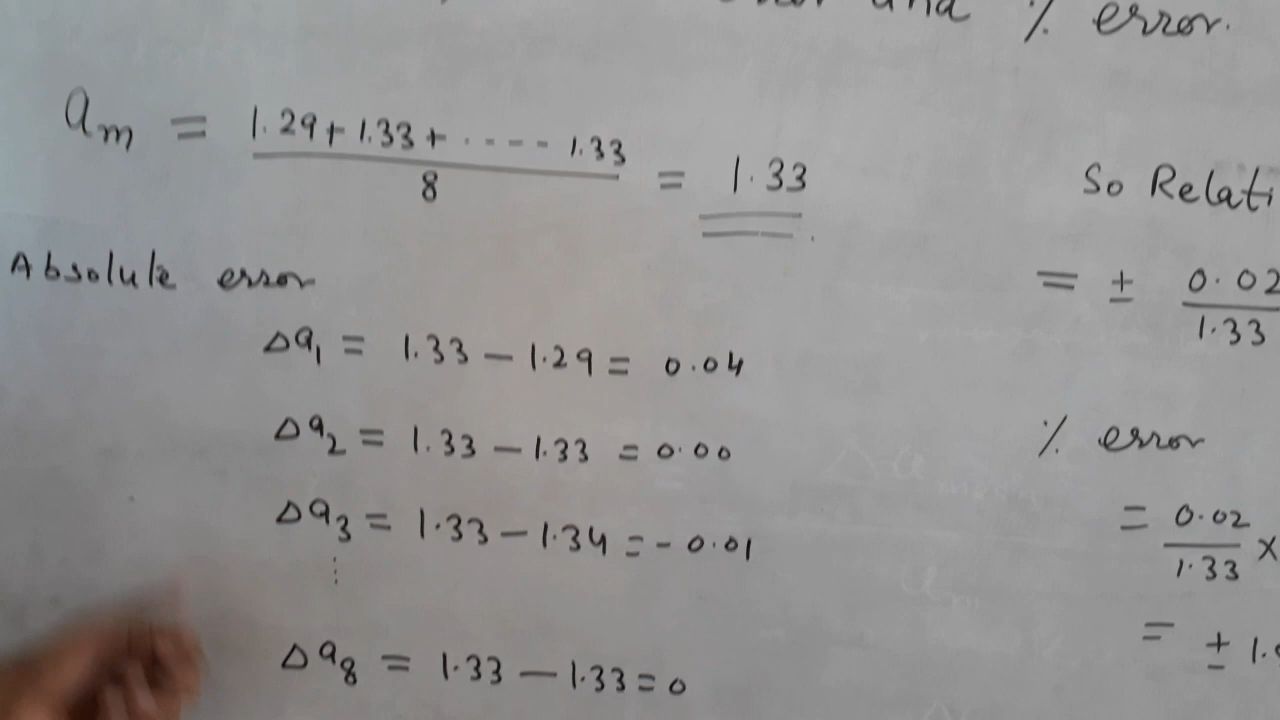 and % error.
aₘ = 1.29 + 1.33 + ..... 1.33 / 8 = 1.33
Absolute error
Δa₁ = 1.33 — 1.29 = 0.04
Δa₂ = 1.33 — 1.33 = 0.00
Δa₃ = 1.33 — 1.34 = - 0.01
⋮
Δa₈ = 1.33 — 1.33 = 0
So Relati
= ± 0.02 / 1.33
% error
= 0.02 / 1.33 ×
= ± 1.